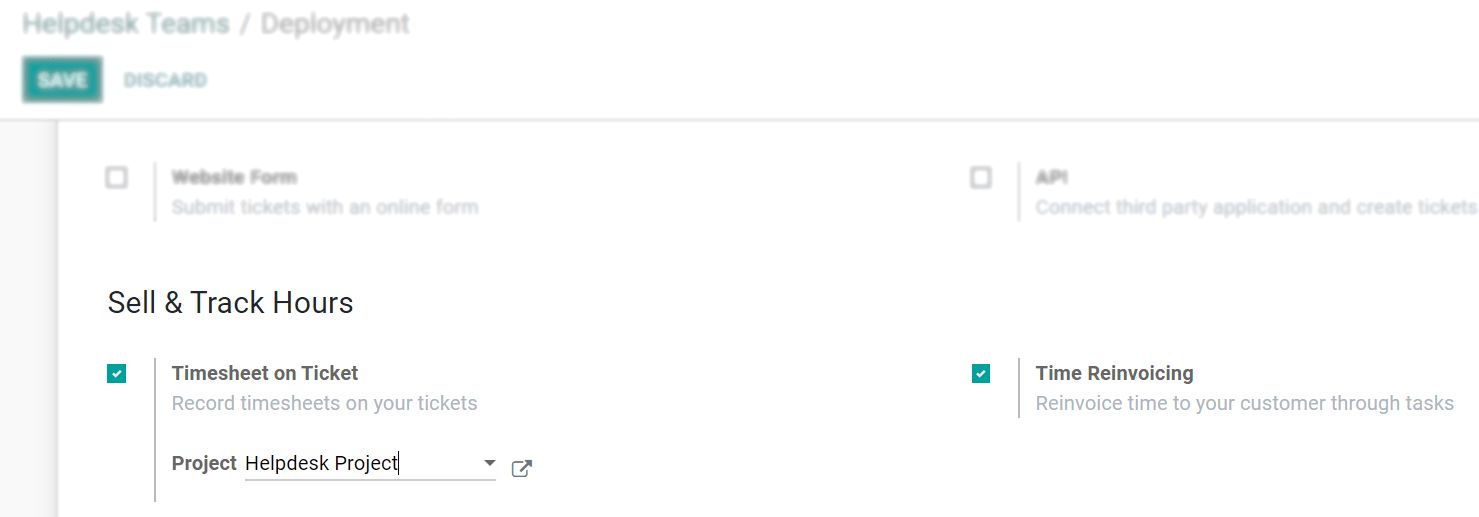 Helpdesk Teams / Deployment
SAVE DISCARD
Website Form
Submit tickets with an online form
API
Connect third party application and create tickets
Sell & Track Hours
Timesheet on Ticket
Record timesheets on your tickets
Project Helpdesk Project
Time Reinvoicing
Reinvoice time to your customer through tasks